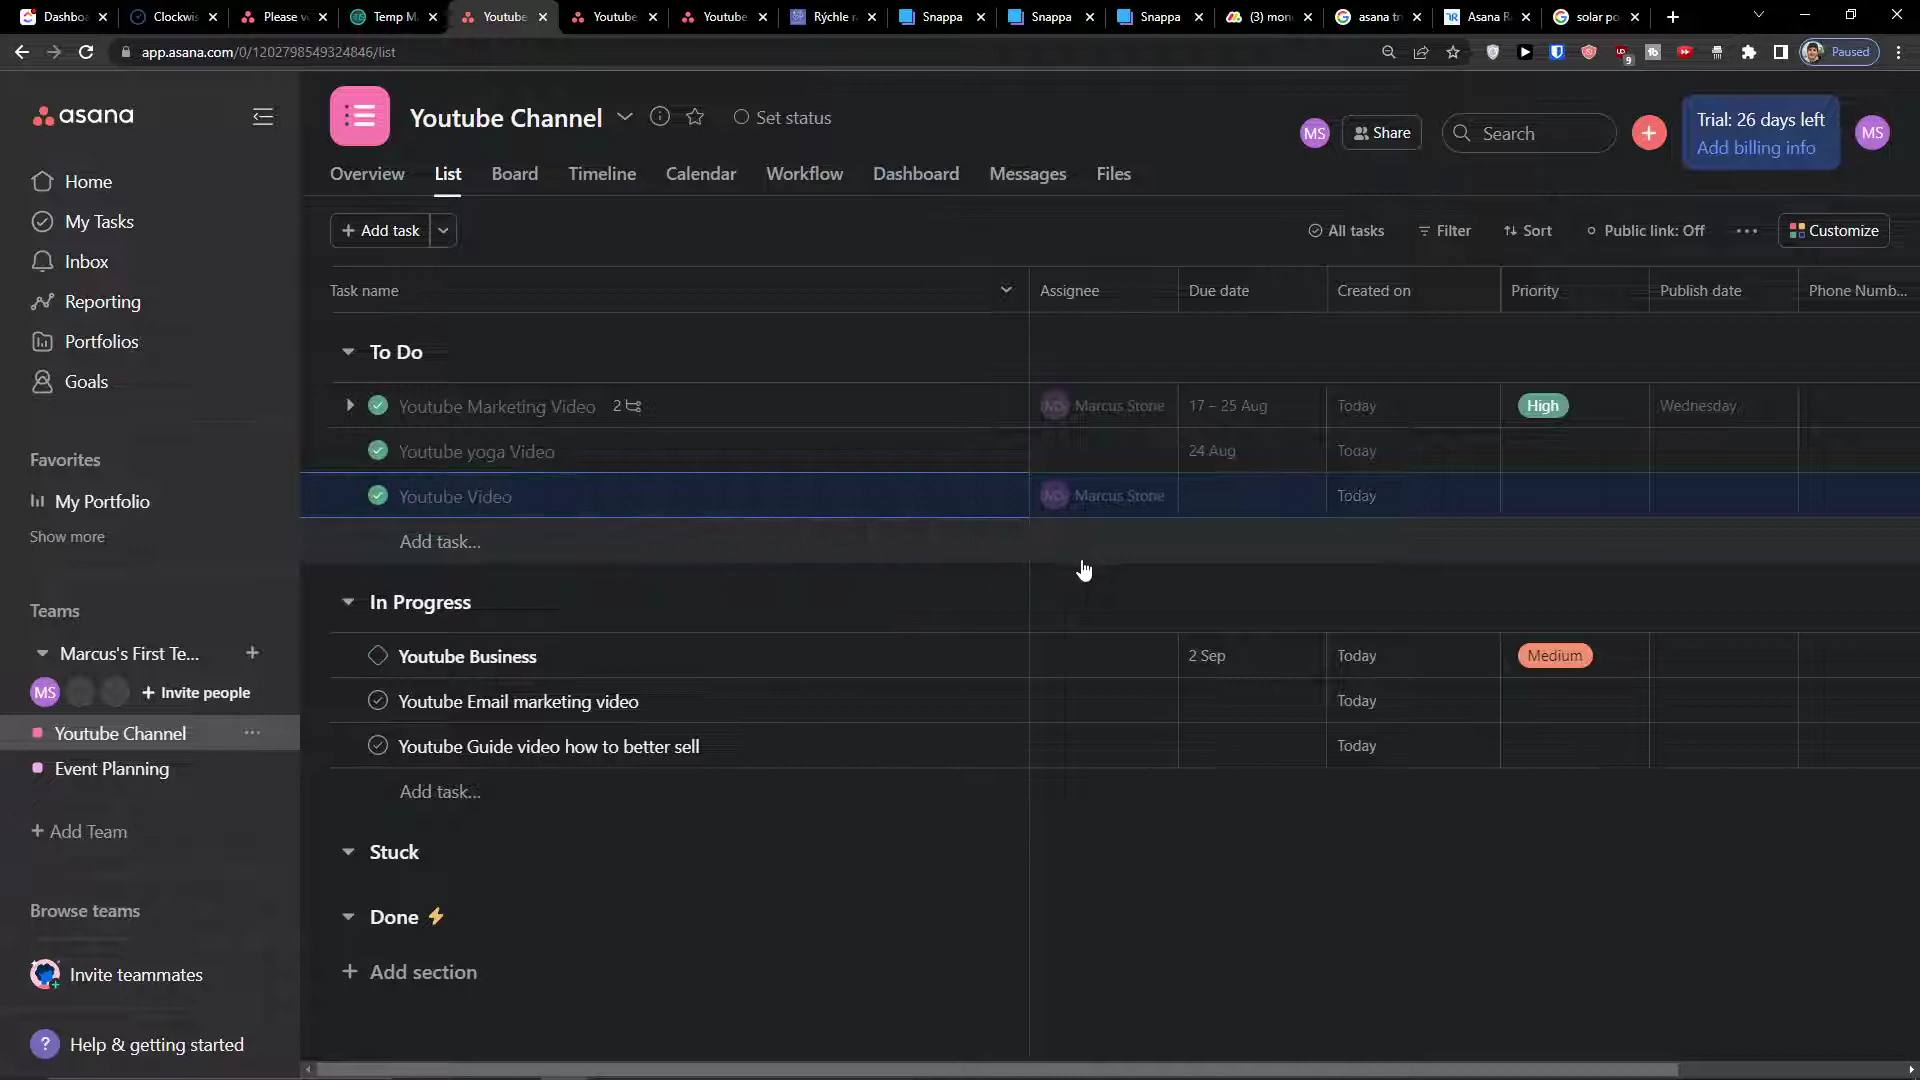 Dashbo
Clockwis
Please v
Temp M
Youtube
Youtube
Youtube
Rýchle r
Snappa
Snappa
Snappa
(3) mon
asana tr
Asana R
solar po
app.asana.com/0/1202798549324846/list
9
Paused
asana
Youtube Channel
Set status
MS
Share
Search
Trial: 26 days left
Add billing info
MS
Overview
List
Board
Timeline
Calendar
Workflow
Dashboard
Messages
Files
Home
My Tasks
Inbox
Reporting
Portfolios
Goals
Favorites
My Portfolio
Show more
Teams
Marcus's First Te...
MS
+ Invite people
Youtube Channel
Event Planning
+ Add Team
Browse teams
Invite teammates
? Help & getting started
+ Add task
All tasks
Filter
Sort
Public link: Off
Customize
Task name
Assignee
Due date
Created on
Priority
Publish date
Phone Numb...
To Do
Youtube Marketing Video 2
Marcus Stone
17 – 25 Aug
Today
High
Wednesday
Youtube yoga Video
24 Aug
Today
Youtube Video
Marcus Stone
Today
Add task...
In Progress
Youtube Business
2 Sep
Today
Medium
Youtube Email marketing video
Today
Youtube Guide video how to better sell
Today
Add task...
Stuck
Done
+ Add section